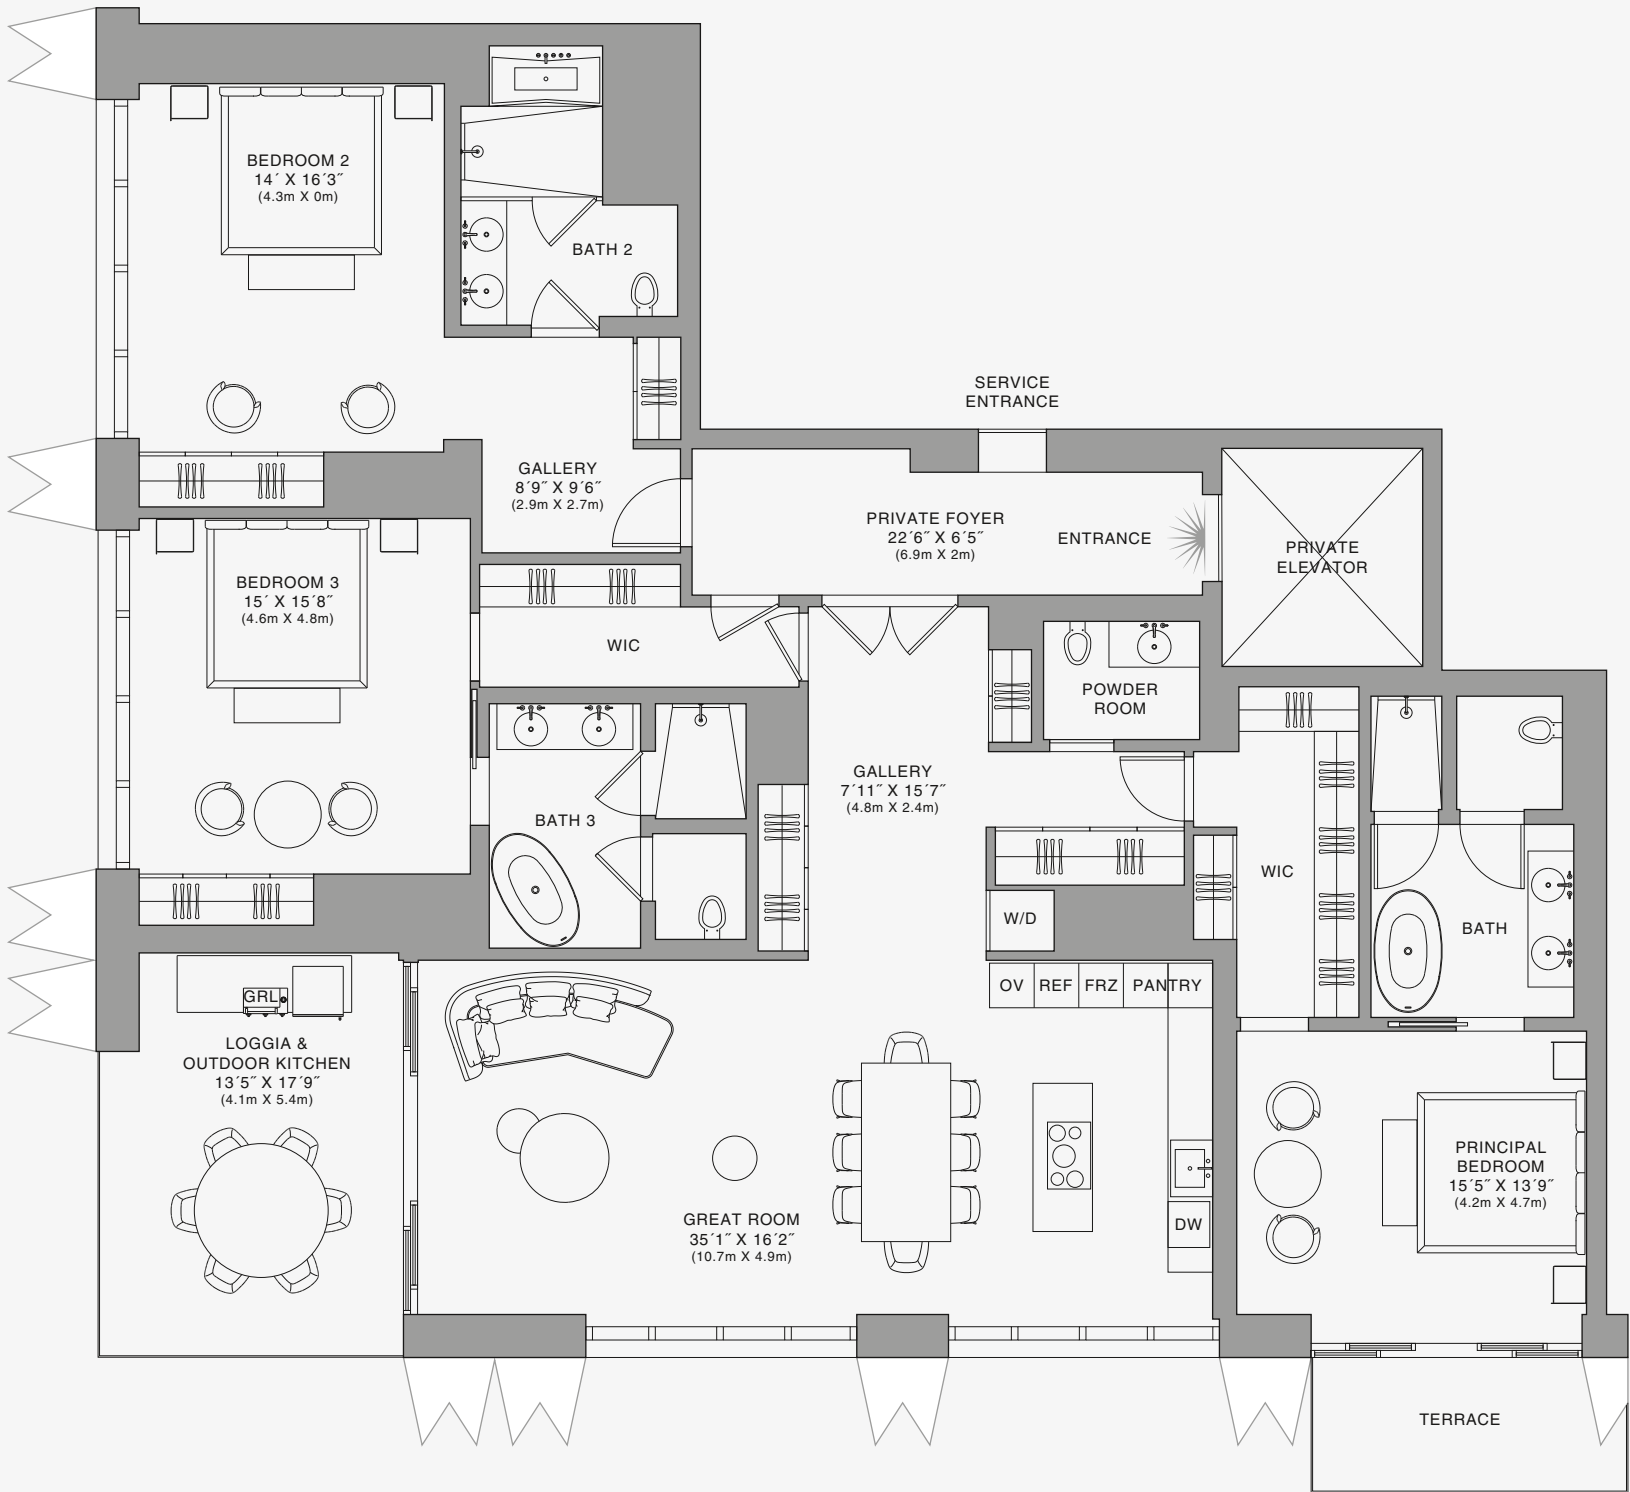 BEDROOM 2
14´ X 16´3˝
(4.3m X 0m)
BATH 2
SERVICE
ENTRANCE
GALLERY
8´9˝ X 9´6˝
(2.9m X 2.7m)
PRIVATE FOYER
22´6˝ X 6´5˝
(6.9m X 2m)
ENTRANCE
PRIVATE
ELEVATOR
BEDROOM 3
15´ X 15´8˝
(4.6m X 4.8m)
WIC
POWDER
ROOM
GALLERY
7´11˝ X 15´7˝
(4.8m X 2.4m)
BATH 3
WIC
W/D
BATH
OV
REF
FRZ
PANTRY
GRL
LOGGIA &
OUTDOOR KITCHEN
13´5˝ X 17´9˝
(4.1m X 5.4m)
PRINCIPAL
BEDROOM
15´5˝ X 13´9˝
(4.2m X 4.7m)
GREAT ROOM
35´1˝ X 16´2˝
(10.7m X 4.9m)
DW
TERRACE